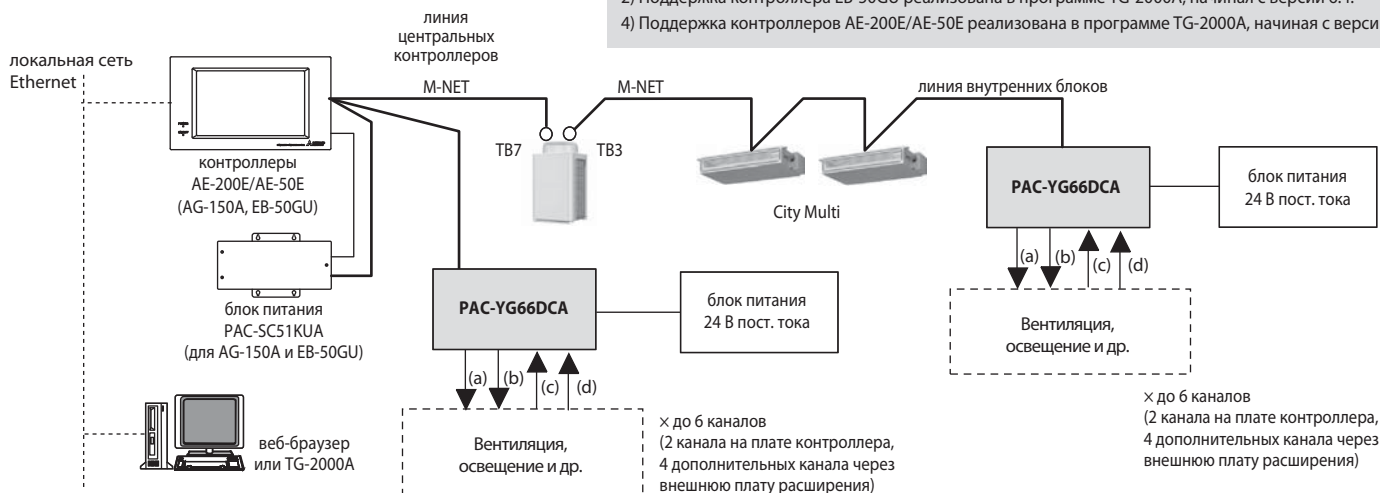 2) Поддержка контроллера EB-50GU реализована в программе TG-2000A, начиная с версии 6.4.
4) Поддержка контроллеров AE-200E/AE-50E реализована в программе TG-2000A, начиная с верси
линия
центральных
контроллеров
локальная сеть
Ethernet
M-NET
M-NET
линия внутренних блоков
TB7
TB3
контроллеры
AE-200E/AE-50E
(AG-150A, EB-50GU)
City Multi
PAC-YG66DCA
блок питания
24 В пост. тока
(a)
(b)
(c)
(d)
блок питания
PAC-SC51KUA
(для AG-150A и EB-50GU)
PAC-YG66DCA
блок питания
24 В пост. тока
Вентиляция,
освещение и др.
(a)
(b)
(c)
(d)
× до 6 каналов
(2 канала на плате контроллера,
4 дополнительных канала через
внешнюю плату расширения)
веб-браузер
или TG-2000A
Вентиляция,
освещение и др.
× до 6 каналов
(2 канала на плате контроллера,
4 дополнительных канала через
внешнюю плату расширения)